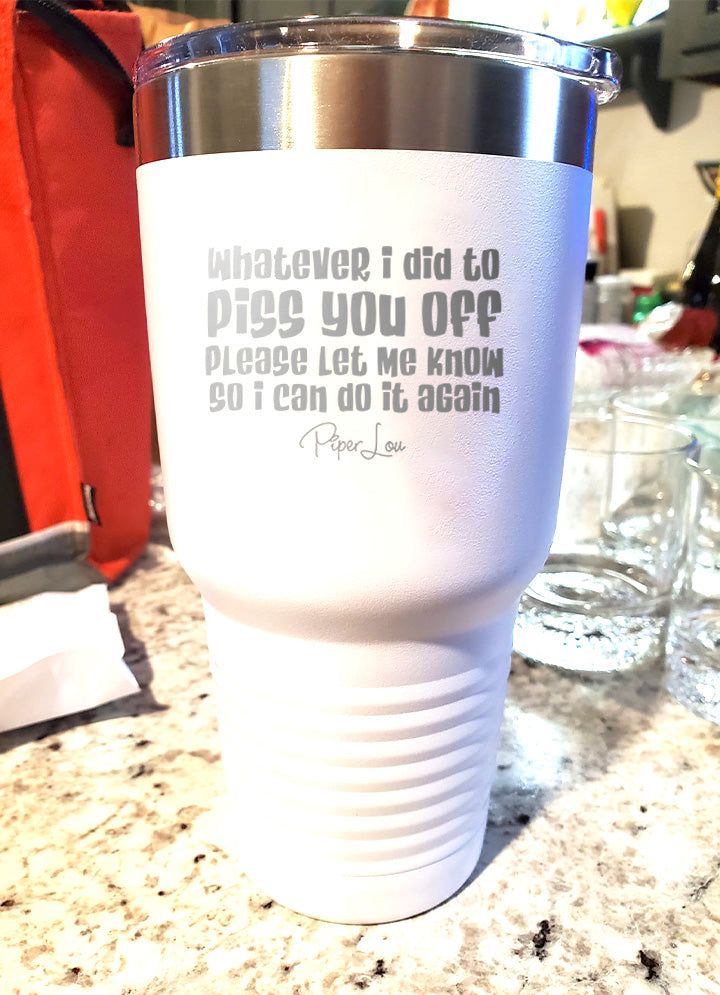 Whatever i did to
Piss you off
Please Let Me Know
so i can do it again
Piper Lou